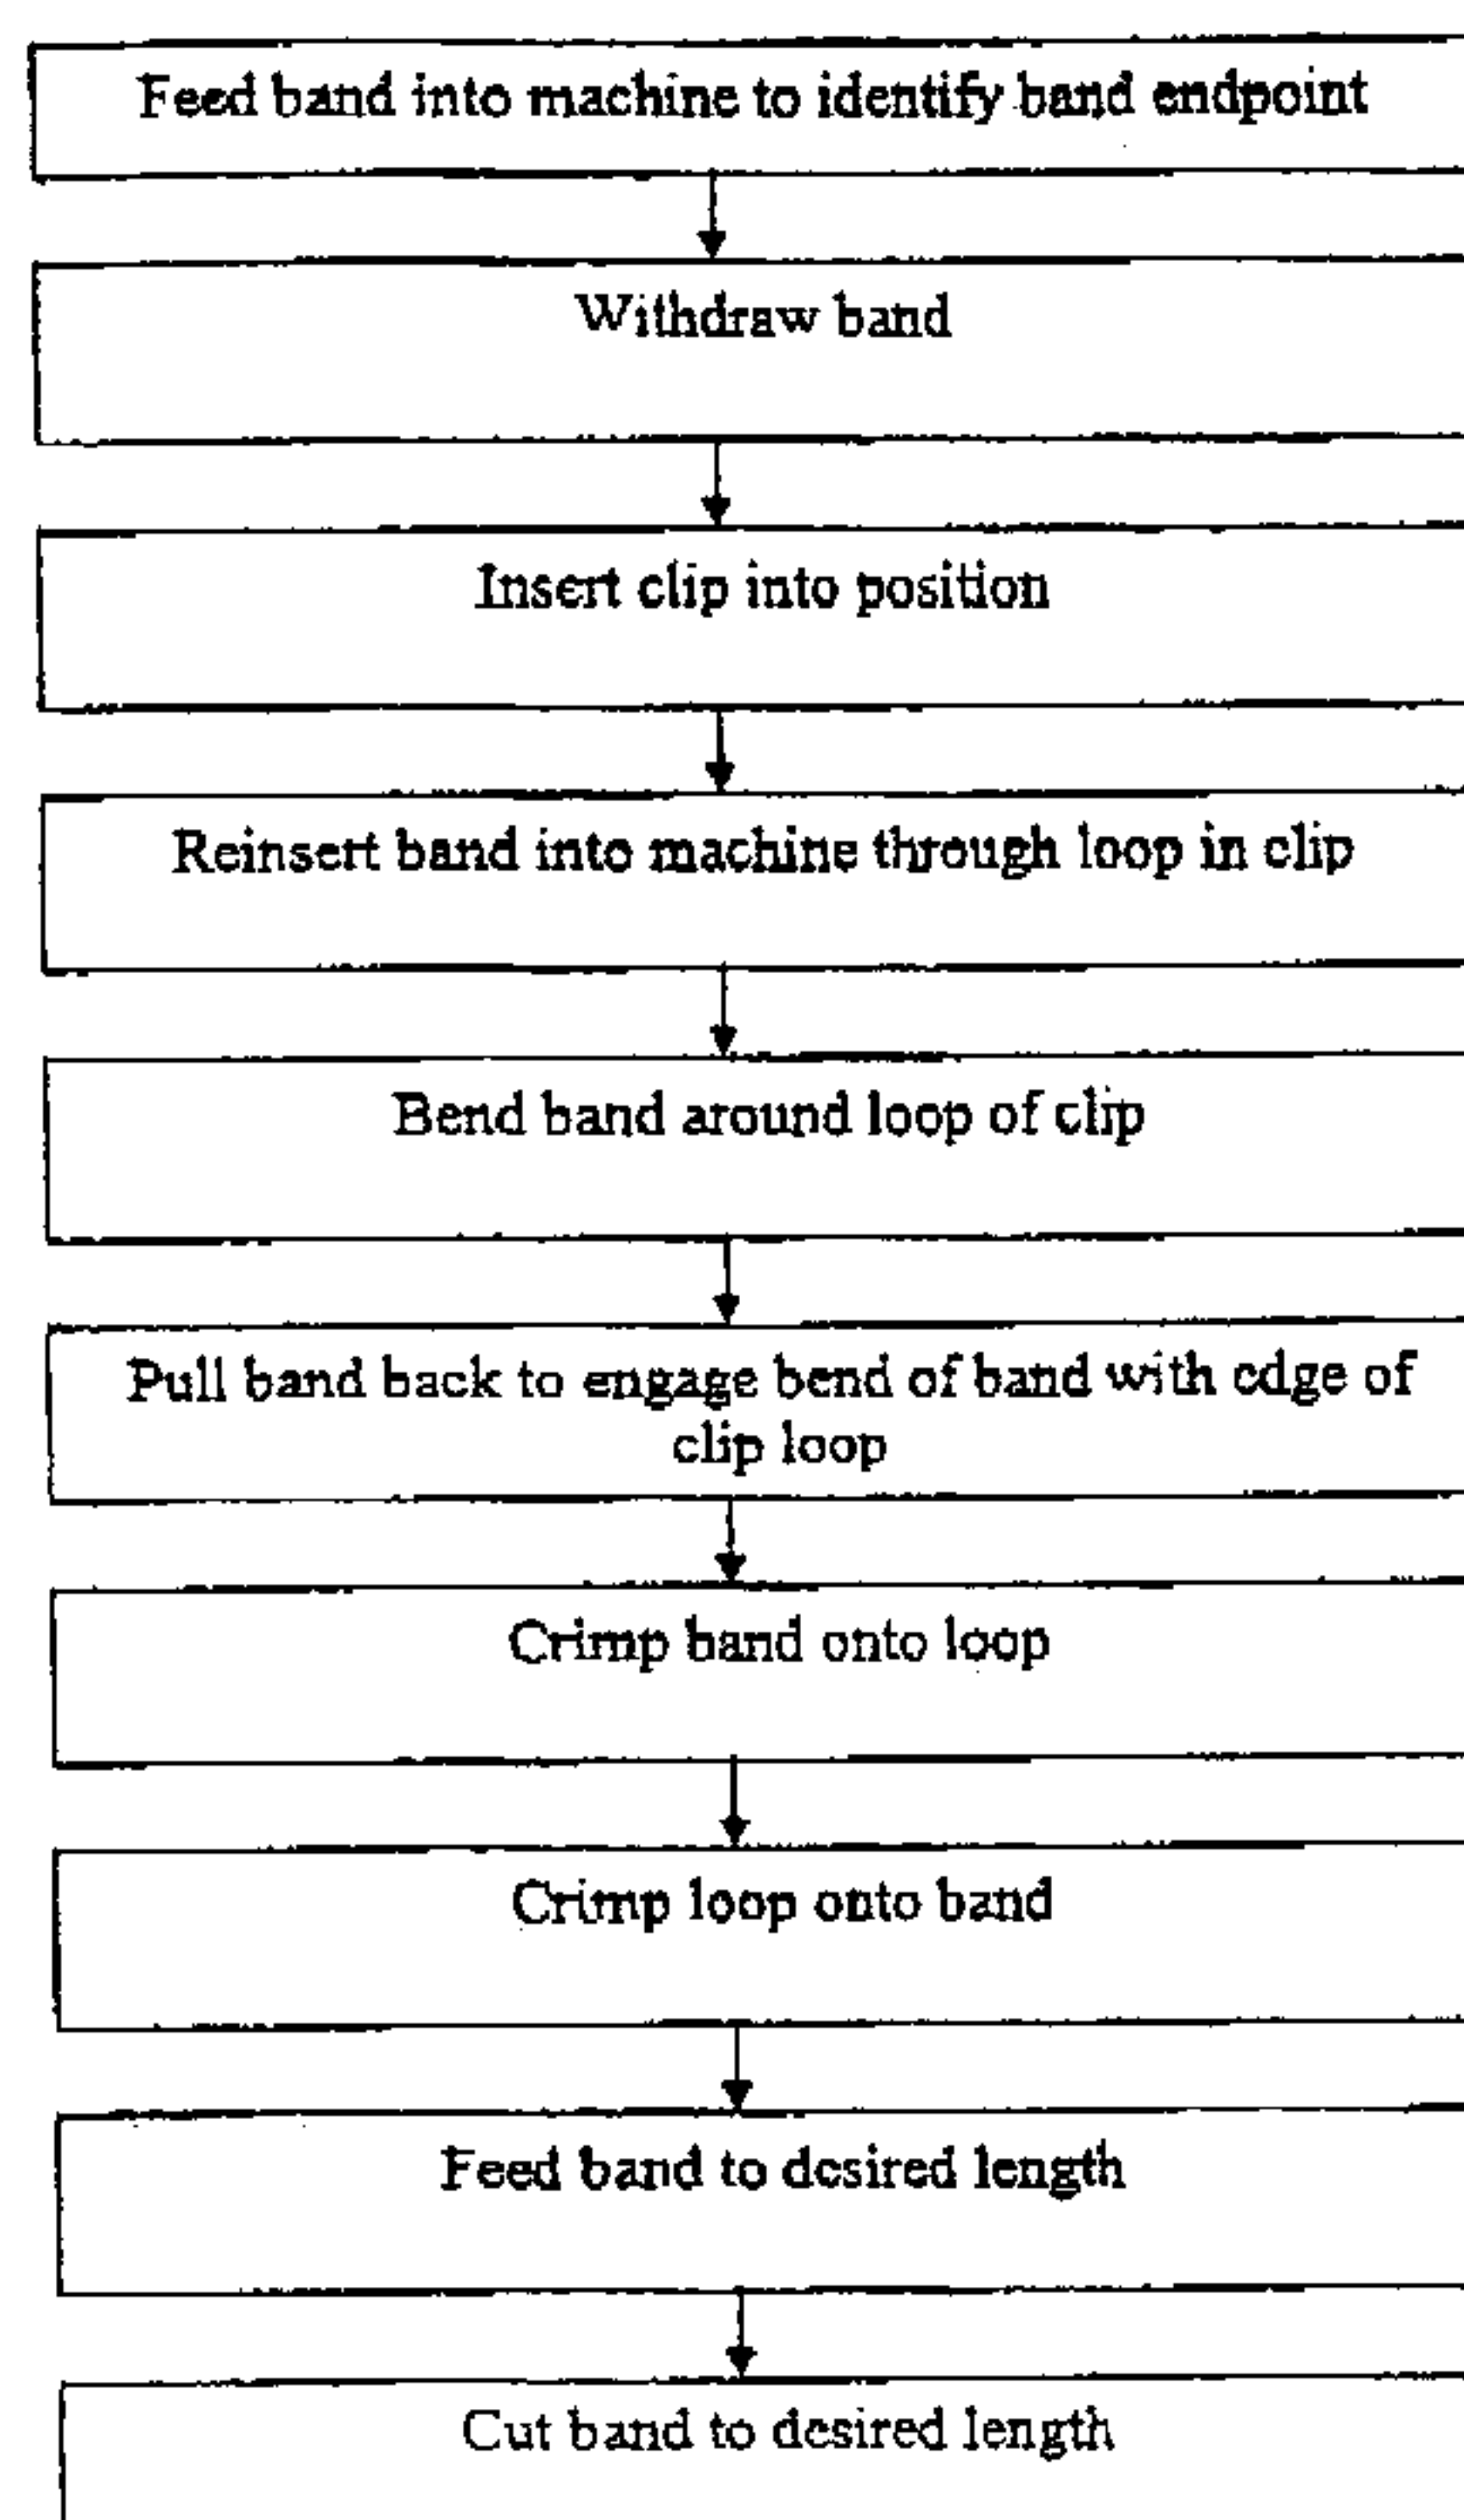 Feed band into machine to identify band endpoint
Withdraw band
Insert clip into position
Reinsert band into machine through loop in clip
Bend band around loop of clip
Pull band back to engage bend of band with edge of
clip loop
Crimp band onto loop
Crimp loop onto band
Feed band to desired length
Cut band to desired length